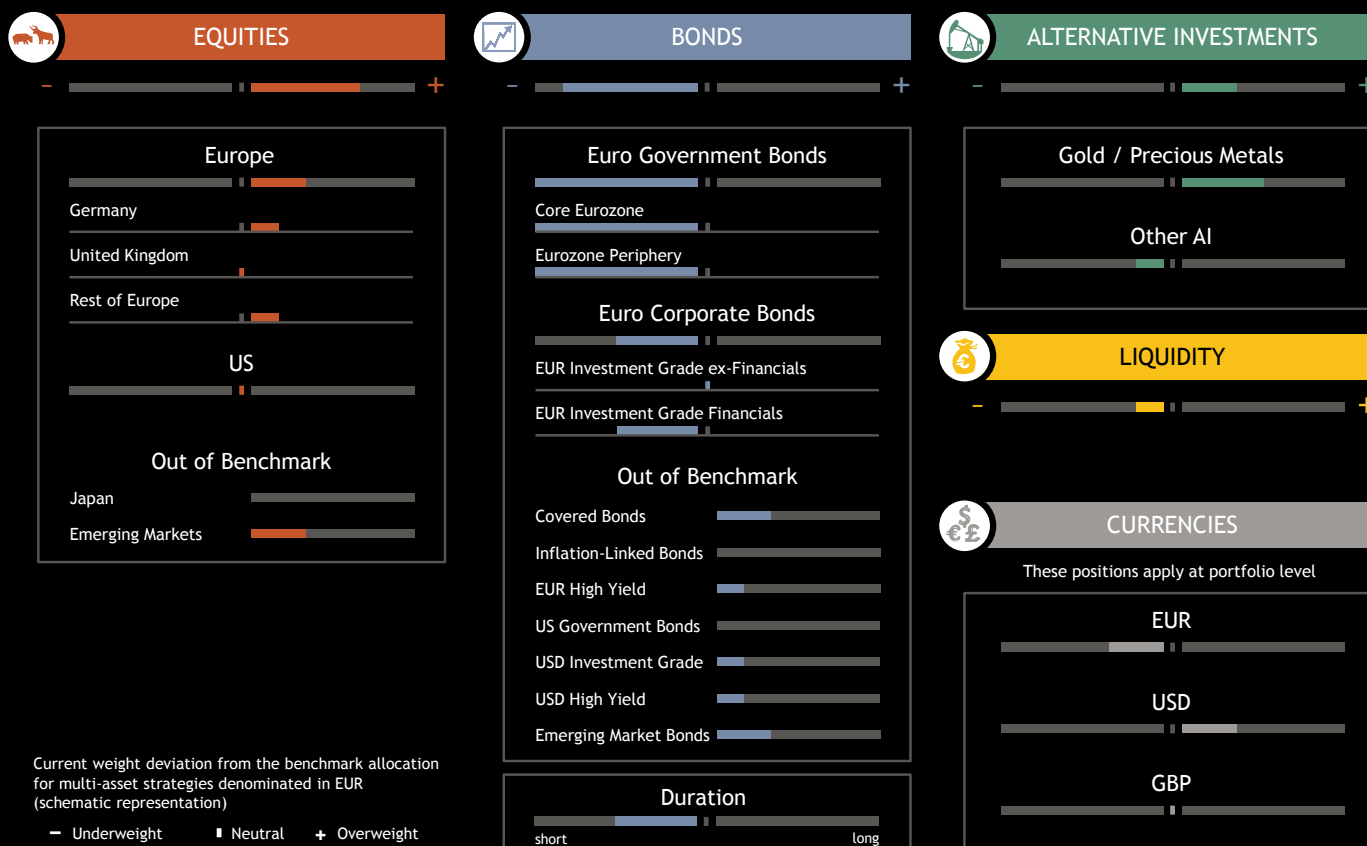 EQUITIES
- +
Europe
Germany
United Kingdom
Rest of Europe
US
Out of Benchmark
Japan
Emerging Markets
Current weight deviation from the benchmark allocation
for multi-asset strategies denominated in EUR
(schematic representation)
– Underweight ▮ Neutral + Overweight
BONDS
- +
Euro Government Bonds
Core Eurozone
Eurozone Periphery
Euro Corporate Bonds
EUR Investment Grade ex-Financials
EUR Investment Grade Financials
Out of Benchmark
Covered Bonds
Inflation-Linked Bonds
EUR High Yield
US Government Bonds
USD Investment Grade
USD High Yield
Emerging Market Bonds
Duration
short long
ALTERNATIVE INVESTMENTS
- +
Gold / Precious Metals
Other AI
€
LIQUIDITY
- +
$
€£
CURRENCIES
These positions apply at portfolio level
EUR
USD
GBP